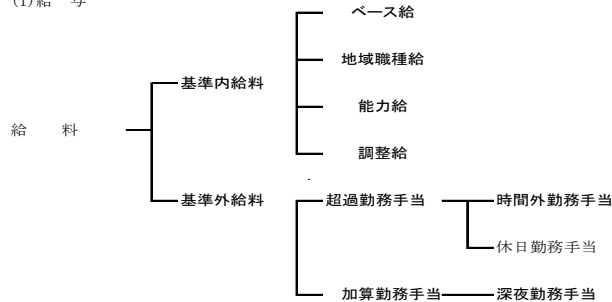 (1)給 与
ベース給
地域職種給
基準内給料
能力給
給 料
調整給
基準外給料 超過勤務手当 時間外勤務手当
休日勤務手当
加算勤務手当 深夜勤務手当